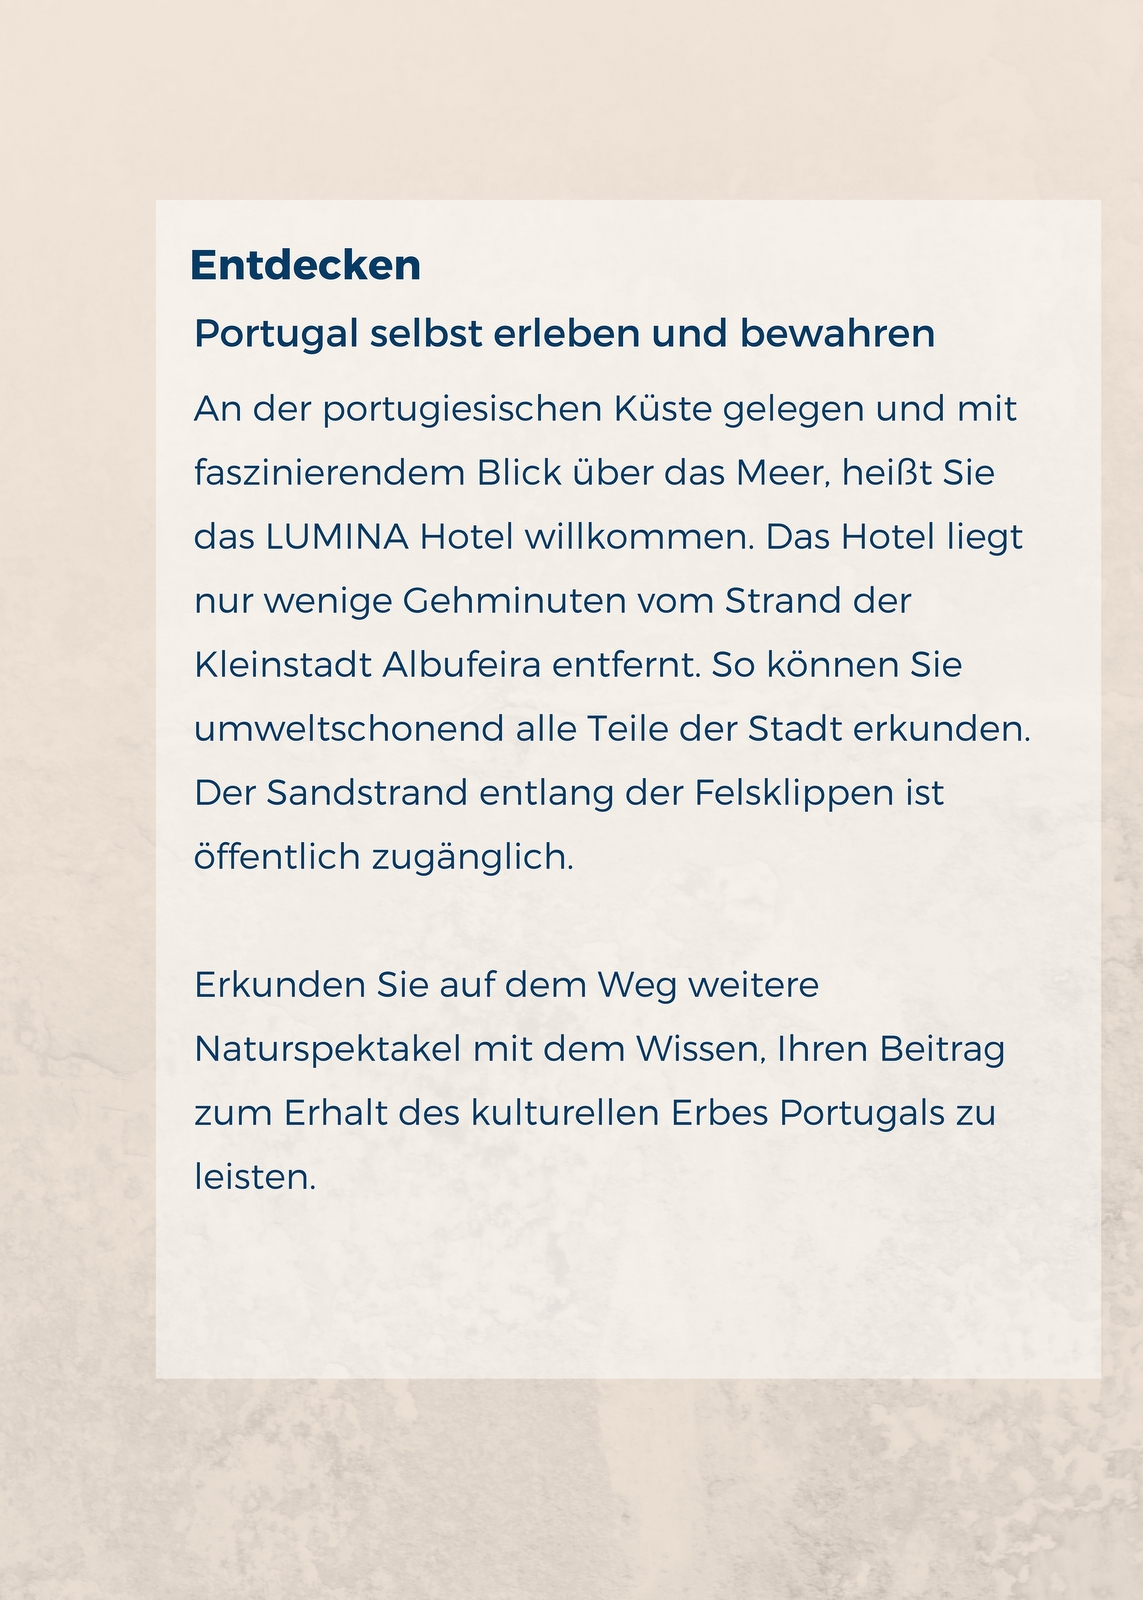 Entdecken
Portugal selbst erleben und bewahren
An der portugiesischen Küste gelegen und mit
faszinierendem Blick über das Meer, heißt Sie
das LUMINA Hotel willkommen. Das Hotel liegt
nur wenige Gehminuten vom Strand der
Kleinstadt Albufeira entfernt. So können Sie
umweltschonend alle Teile der Stadt erkunden.
Der Sandstrand entlang der Felsklippen ist
öffentlich zugänglich.
Erkunden Sie auf dem Weg weitere
Naturspektakel mit dem Wissen, Ihren Beitrag
zum Erhalt des kulturellen Erbes Portugals zu
leisten.